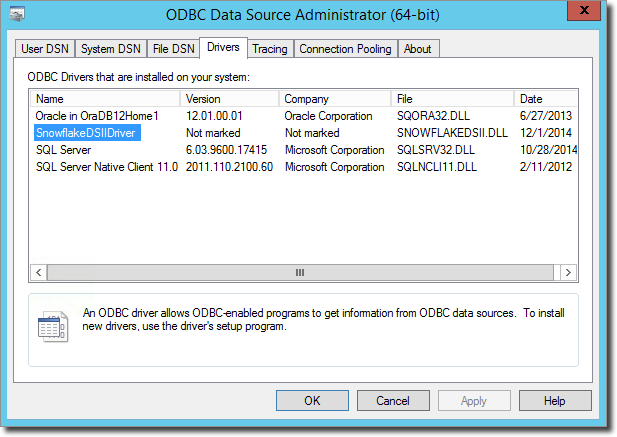 ODBC Data Source Administrator (64-bit)
x
User DSN System DSN File DSN Drivers Tracing Connection Pooling About
ODBC Drivers that are installed on your system:
Name Version Company File Date
Oracle in OraDB12Home1 12.01.00.01 Oracle Corporation SQORA32.DLL 6/27/2013
SnowflakeDSIIDriver Not marked Not marked SNOWFLAKEDSII.DLL 12/1/2014
SQL Server 6.03.9600.17415 Microsoft Corporation SQLSRV32.DLL 10/28/2014
SQL Server Native Client 11.0 2011.110.2100.60 Microsoft Corporation SQLNCLI11.DLL 2/11/2012
An ODBC driver allows ODBC-enabled programs to get information from ODBC data sources. To install
new drivers, use the driver's setup program.
OK Cancel Apply Help